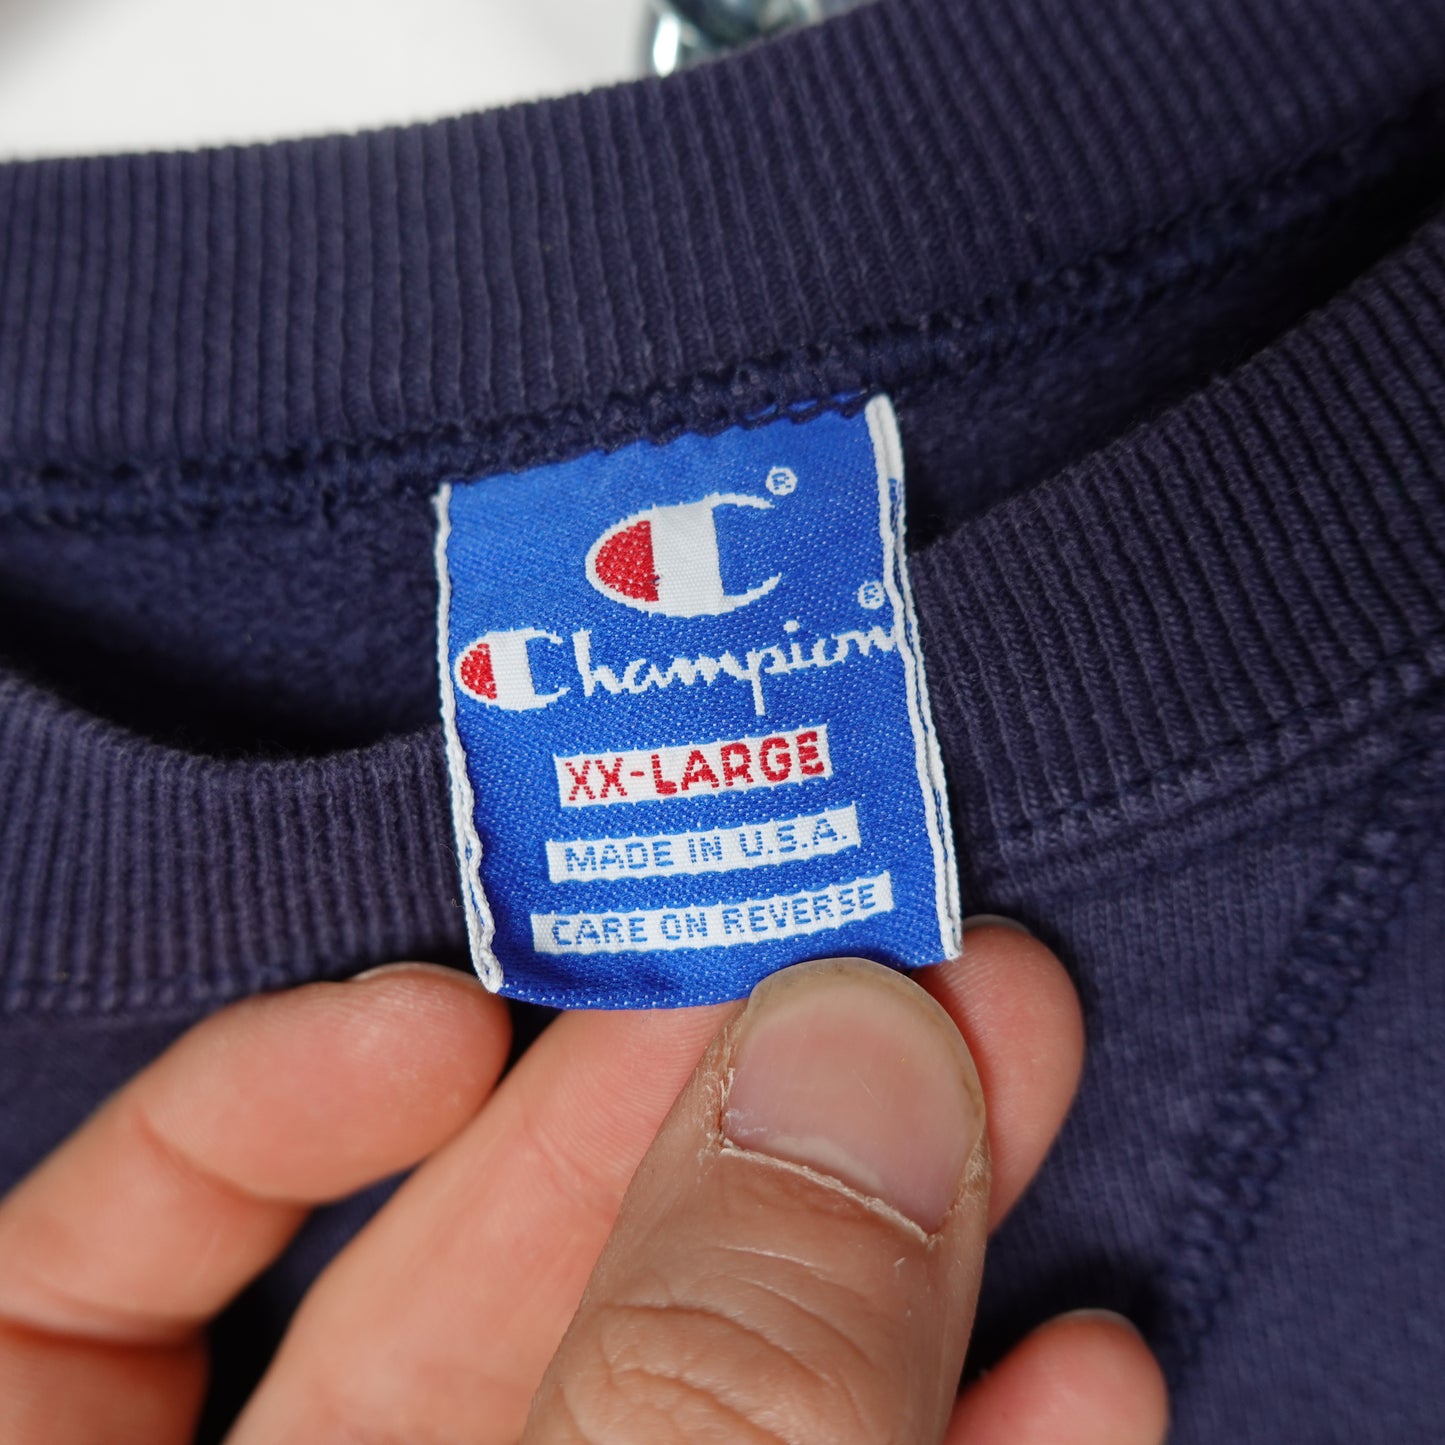 C®
Champion®
XX-LARGE
MADE IN U.S.A.
CARE ON REVERSE